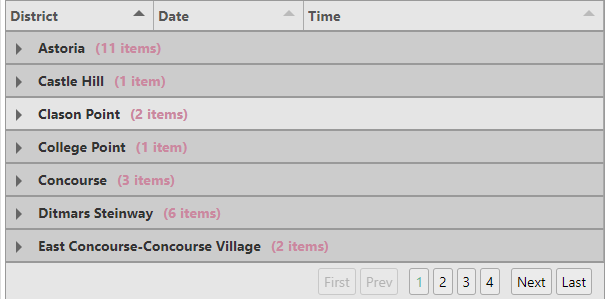 District Date Time
Astoria (11 items)
Castle Hill (1 item)
Clason Point (2 items)
College Point (1 item)
Concourse (3 items)
Ditmars Steinway (6 items)
East Concourse-Concourse Village (2 items)
First Prev 1 2 3 4 Next Last